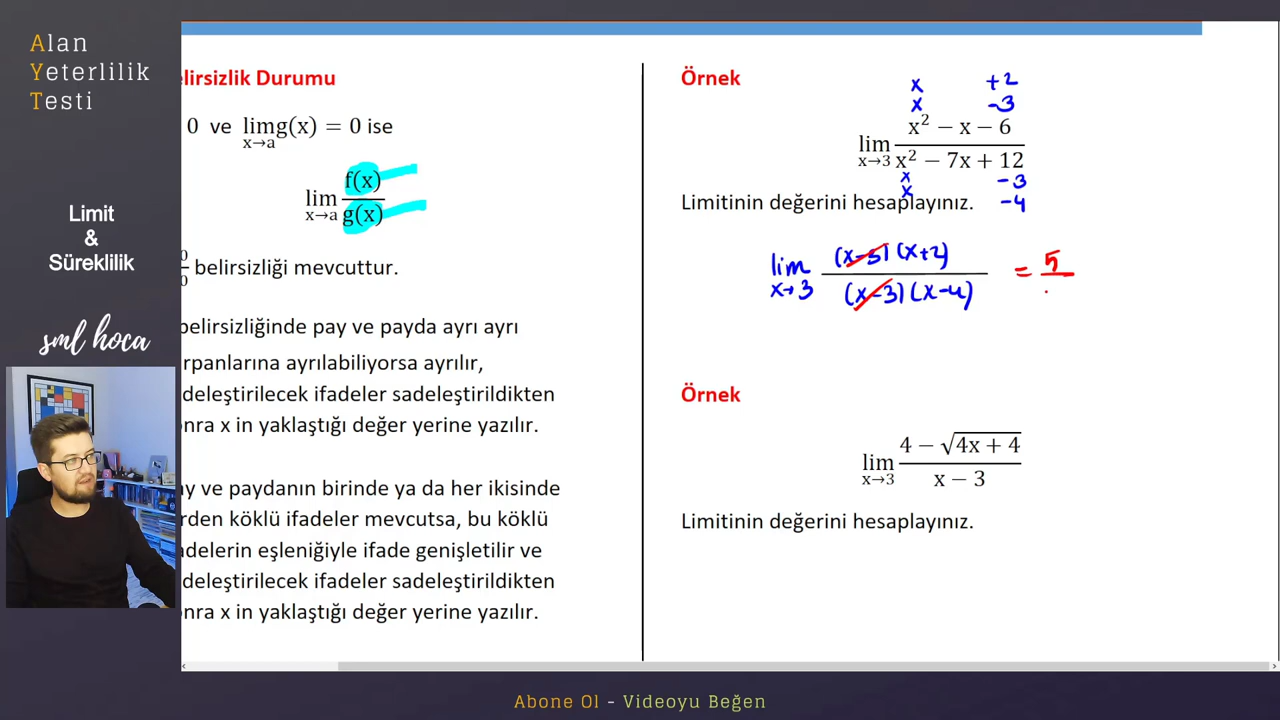 Alan
Yeterlilik
Testi
Limit
&
Süreklilik
sml hoca
elirsizlik Durumu
0 ve lim g(x) = 0 ise
x→a
lim f(x)
x→a g(x)
0
0 belirsizliği mevcuttur.
belirsizliğinde pay ve payda ayrı ayrı
rpanlarına ayrılabiliyorsa ayrılır,
deleştirilecek ifadeler sadeleştirildikten
onra x in yaklaştığı değer yerine yazılır.
ay ve paydanın birinde ya da her ikisinde
erden köklü ifadeler mevcutsa, bu köklü
adelerin eşleniğiyle ifade genişletilir ve
deleştirilecek ifadeler sadeleştirildikten
onra x in yaklaştığı değer yerine yazılır.
Örnek
x +2
x -3
x² − x − 6
lim
x→3 x² − 7x + 12
x -3
x -4
Limitinin değerini hesaplayınız.
lim (x-3) (x+2) = 5
x→3 (x-3) (x-4)
Örnek
lim 4 − √4x + 4
x→3 x − 3
Limitinin değerini hesaplayınız.
Abone Ol - Videoyu Beğen